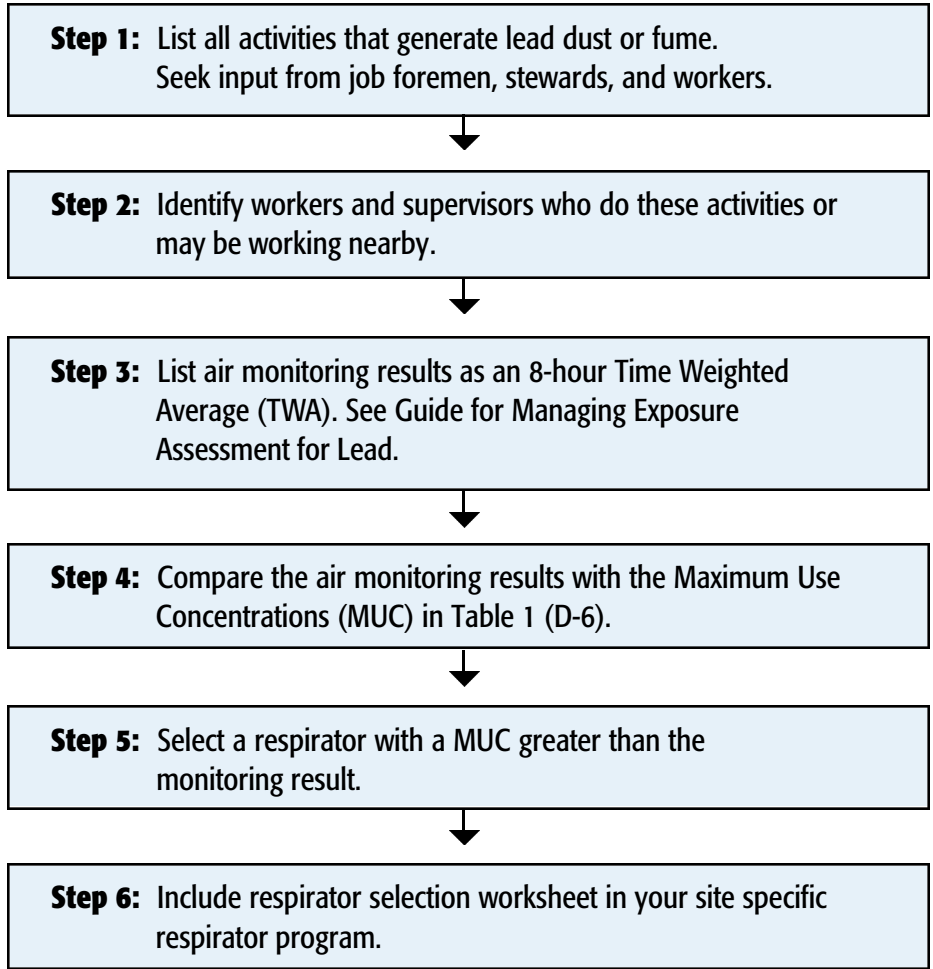 Step 1: List all activities that generate lead dust or fume.
Seek input from job foremen, stewards, and workers.
Step 2: Identify workers and supervisors who do these activities or
may be working nearby.
Step 3: List air monitoring results as an 8-hour Time Weighted
Average (TWA). See Guide for Managing Exposure
Assessment for Lead.
Step 4: Compare the air monitoring results with the Maximum Use
Concentrations (MUC) in Table 1 (D-6).
Step 5: Select a respirator with a MUC greater than the
monitoring result.
Step 6: Include respirator selection worksheet in your site specific
respirator program.